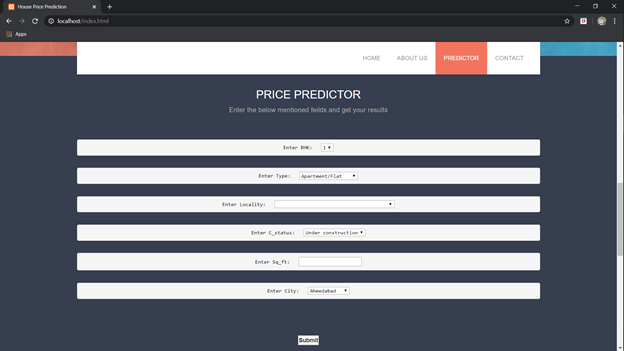 House Price Prediction
localhost/index.html
Apps
HOME ABOUT US PREDICTOR CONTACT
PRICE PREDICTOR
Enter the below mentioned feilds and get your results
Enter BHK: 1
Enter Type: Apartment/Flat
Enter Locality:
Enter C_status: Under construction
Enter Sq_ft:
Enter City: Ahmedabad
Submit